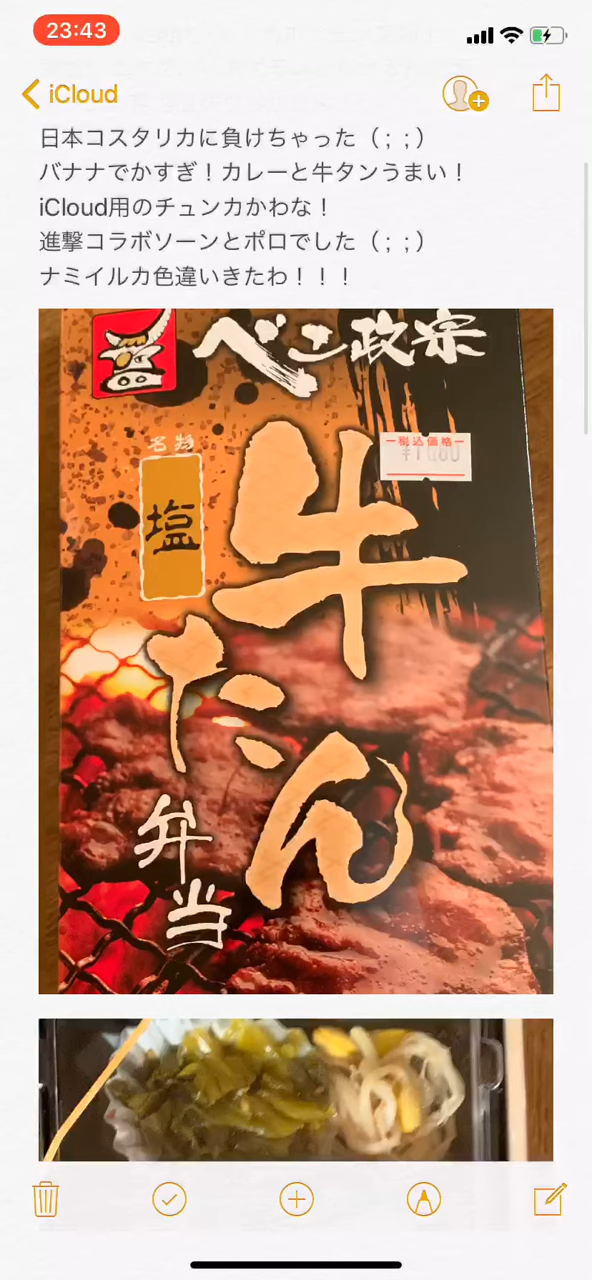 23:43
iCloud
日本コスタリカに負けちゃった（；；）
バナナでかすぎ！カレーと牛タンうまい！
iCloud用のチュンカかわな！
進撃コラボソーンとポロでした（；；）
ナミイルカ色違いきたわ！！！
べこ政宗
税込価格
名物
塩
牛たん
弁当